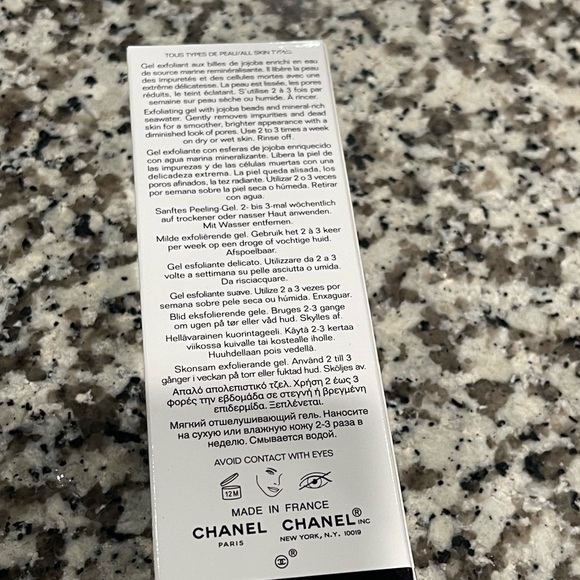 TOUS TYPES DE PEAU/ALL SKIN TYPES
Gel exfoliant aux billes de jojoba enrichi en eau
de source marine reminéralisante. Il libère la peau
des impuretés et des cellules mortes avec une
extrême délicatesse. La peau est lissée, les pores
réduits, le teint éclatant. S'utilise 2 à 3 fois par
semaine sur peau sèche ou humide. À rincer.
Exfoliating gel with jojoba beads and mineral-rich
seawater. Gently removes impurities and dead
skin for a smoother, brighter appearance with a
diminished look of pores. Use 2 to 3 times a week
on dry or wet skin. Rinse off.
Gel exfoliante con esferas de jojoba enriquecido
con agua marina mineralizante. Libera la piel de
las impurezas y de las células muertas con una
delicadeza extrema. La piel queda alisada, los
poros afinados, la tez radiante. Utilizar 2 o 3 veces
por semana sobre la piel seca o húmeda. Retirar
con agua.
Sanftes Peeling-Gel. 2- bis 3-mal wöchentlich
auf trockener oder nasser Haut anwenden.
Mit Wasser entfernen.
Milde exfoliërende gel. Gebruik het 2 à 3 keer
per week op een droge of vochtige huid.
Afspoelbaar.
Gel esfoliante delicato. Utilizzare da 2 a 3
volte a settimana su pelle asciutta o umida.
Da risciacquare.
Gel esfoliante suave. Utilize 2 a 3 vezes por
semana sobre pele seca ou húmida. Enxaguar.
Blid eksfolierende gele. Bruges 2-3 gange
om ugen på tør eller våd hud. Skylles af.
Hellävarainen kuorintageeli. Käytä 2-3 kertaa
viikossa kuivalle tai kostealle iholle.
Huuhdellaan pois vedellä.
Skonsam exfolierande gel. Använd 2 till 3
gånger i veckan på torr eller fuktad hud. Sköljes av.
Απαλό απολεπιστικό τζελ. Χρήση 2 έως 3
φορές την εβδομάδα σε στεγνή ή βρεγμένη
επιδερμίδα. Ξεπλένεται.
Мягкий отшелушивающий гель. Наносите
на сухую или влажную кожу 2-3 раза в
неделю. Смывается водой.
AVOID CONTACT WITH EYES
12 M
MADE IN FRANCE
CHANEL CHANEL® INC
PARIS NEW YORK, N.Y. 10019
®